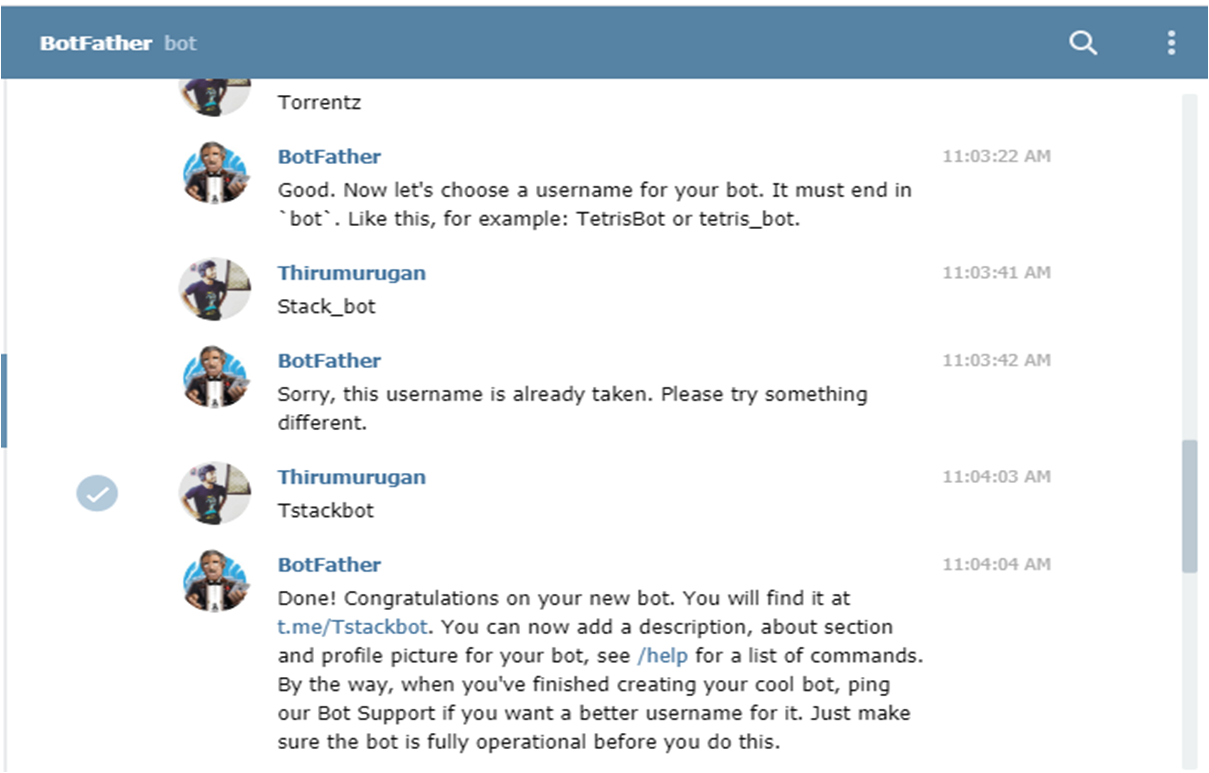 BotFather bot
Torrentz
BotFather 11:03:22 AM
Good. Now let's choose a username for your bot. It must end in
`bot`. Like this, for example: TetrisBot or tetris_bot.
Thirumurugan 11:03:41 AM
Stack_bot
BotFather 11:03:42 AM
Sorry, this username is already taken. Please try something
different.
Thirumurugan 11:04:03 AM
Tstackbot
BotFather 11:04:04 AM
Done! Congratulations on your new bot. You will find it at
t.me/Tstackbot. You can now add a description, about section
and profile picture for your bot, see /help for a list of commands.
By the way, when you've finished creating your cool bot, ping
our Bot Support if you want a better username for it. Just make
sure the bot is fully operational before you do this.